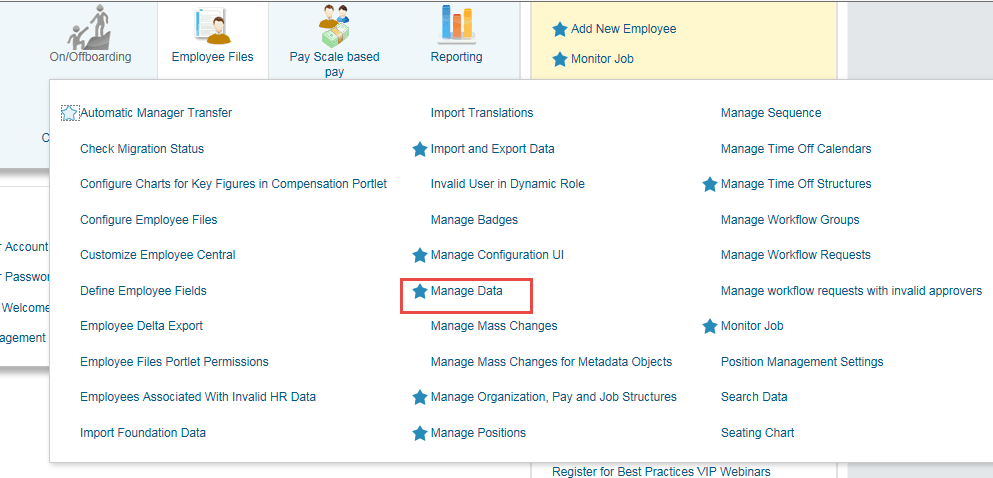 On/Offboarding
Employee Files
Pay Scale based
pay
Reporting
Add New Employee
Monitor Job
Automatic Manager Transfer
Check Migration Status
Configure Charts for Key Figures in Compensation Portlet
Configure Employee Files
Customize Employee Central
Define Employee Fields
Employee Delta Export
Employee Files Portlet Permissions
Employees Associated With Invalid HR Data
Import Foundation Data
Import Translations
Import and Export Data
Invalid User in Dynamic Role
Manage Badges
Manage Configuration UI
Manage Data
Manage Mass Changes
Manage Mass Changes for Metadata Objects
Manage Organization, Pay and Job Structures
Manage Positions
Manage Sequence
Manage Time Off Calendars
Manage Time Off Structures
Manage Workflow Groups
Manage Workflow Requests
Manage workflow requests with invalid approvers
Monitor Job
Position Management Settings
Search Data
Seating Chart
C
r Account
r Passwor
Welcome
agement
Register for Best Practices VIP Webinars